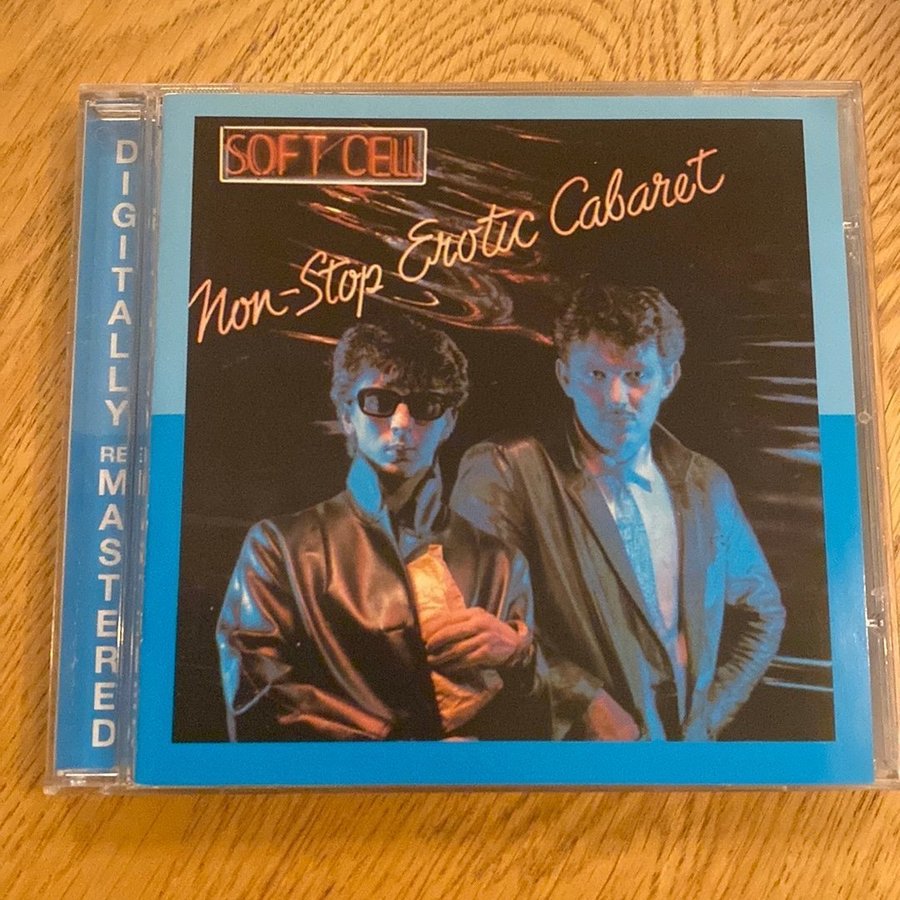 DIGITALLY REMASTERED
SOFT CELL
Non-Stop Erotic Cabaret